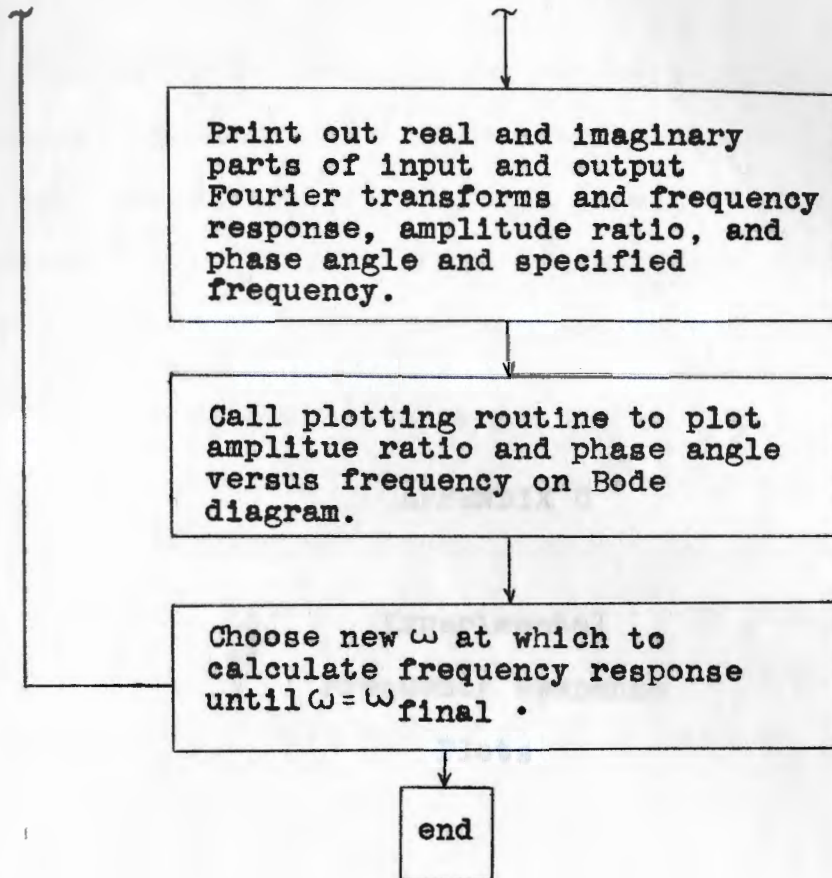 Print out real and imaginary
parts of input and output
Fourier transforms and frequency
response, amplitude ratio, and
phase angle and specified
frequency.
Call plotting routine to plot
amplitue ratio and phase angle
versus frequency on Bode
diagram.
Choose new ω at which to
calculate frequency response
until ω = ω final .
end